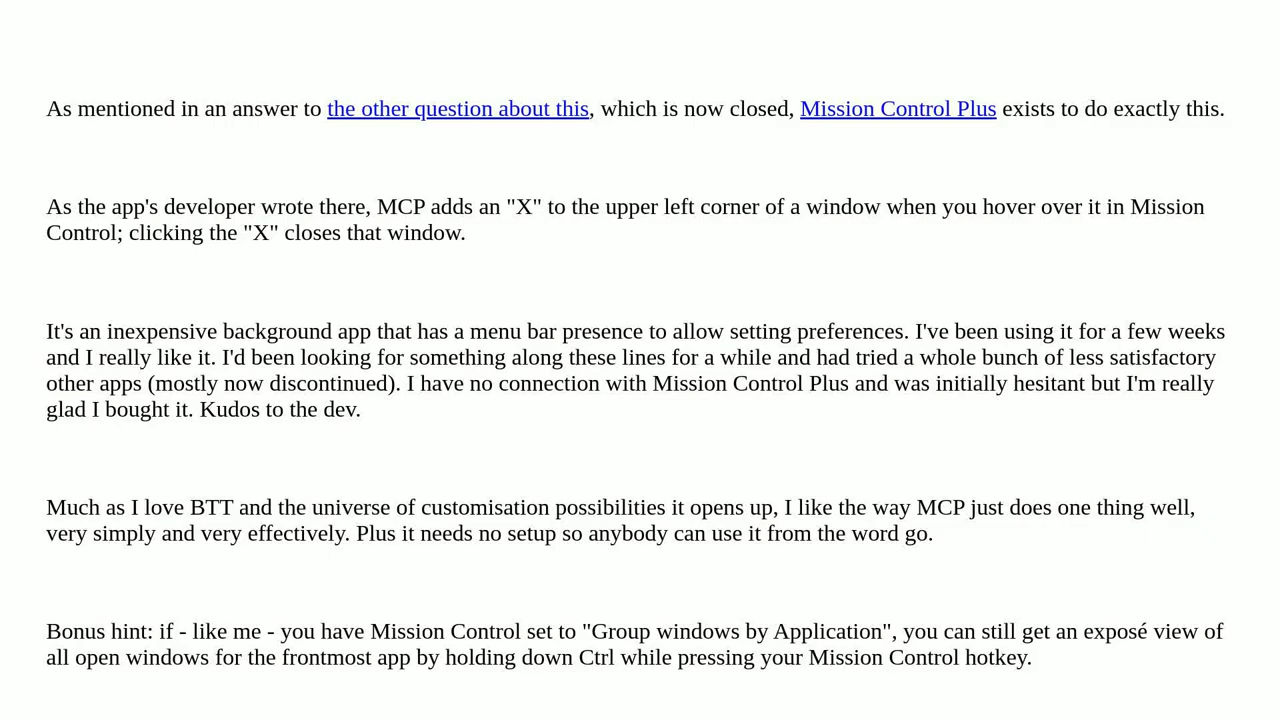 As mentioned in an answer to the other question about this, which is now closed, Mission Control Plus exists to do exactly this.
As the app's developer wrote there, MCP adds an "X" to the upper left corner of a window when you hover over it in Mission
Control; clicking the "X" closes that window.
It's an inexpensive background app that has a menu bar presence to allow setting preferences. I've been using it for a few weeks
and I really like it. I'd been looking for something along these lines for a while and had tried a whole bunch of less satisfactory
other apps (mostly now discontinued). I have no connection with Mission Control Plus and was initially hesitant but I'm really
glad I bought it. Kudos to the dev.
Much as I love BTT and the universe of customisation possibilities it opens up, I like the way MCP just does one thing well,
very simply and very effectively. Plus it needs no setup so anybody can use it from the word go.
Bonus hint: if - like me - you have Mission Control set to "Group windows by Application", you can still get an exposé view of
all open windows for the frontmost app by holding down Ctrl while pressing your Mission Control hotkey.